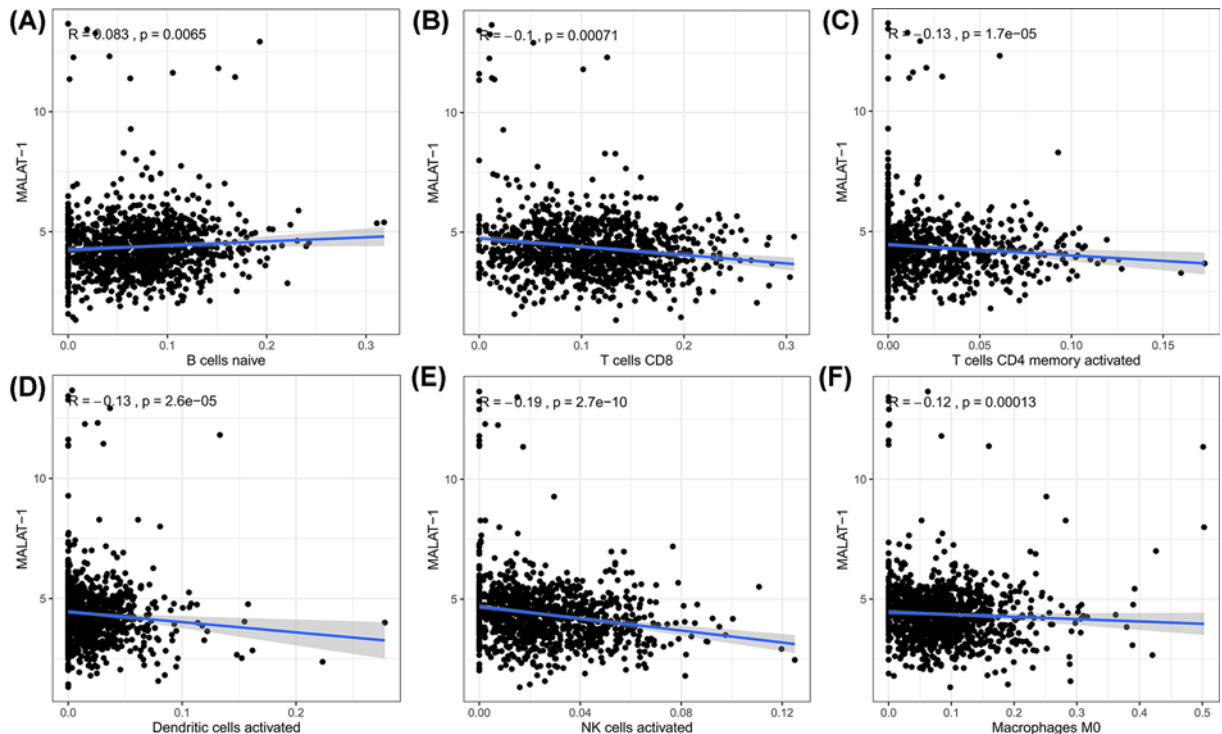 (A)
R = 0.083 , p = 0.0065
MALAT−1
10
5
0.0
0.1
0.2
0.3
B cells naive
(B)
R = −0.1 , p = 0.00071
MALAT−1
10
5
0.0
0.1
0.2
0.3
T cells CD8
(C)
R = −0.13 , p = 1.7e−05
MALAT−1
10
5
0.00
0.05
0.10
0.15
T cells CD4 memory activated
(D)
R = −0.13 , p = 2.6e−05
MALAT−1
10
5
0.0
0.1
0.2
Dendritic cells activated
(E)
R = −0.19 , p = 2.7e−10
MALAT−1
10
5
0.00
0.04
0.08
0.12
NK cells activated
(F)
R = −0.12 , p = 0.00013
MALAT−1
10
5
0.0
0.1
0.2
0.3
0.4
0.5
Macrophages M0